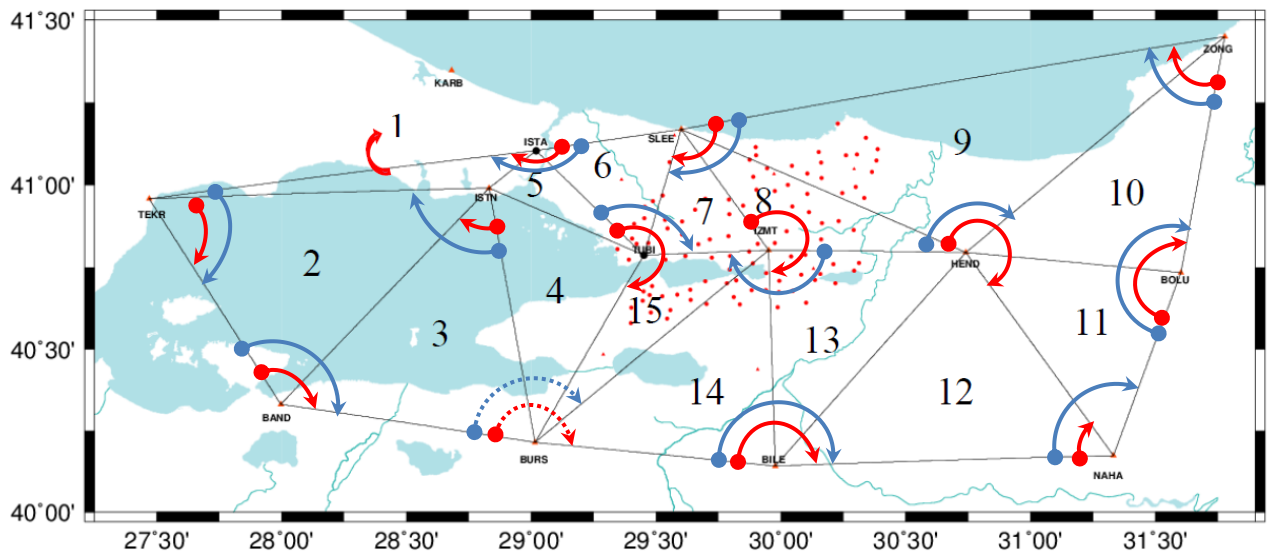 41˚30'
ZONG
KARB
1
ISTA
SLEE
6
9
41˚00'
5
ISTN
10
TEKR
7
8
IZMT
TUBI
HEND
2
BOLU
4
15
11
3
13
40˚30'
14
12
BAND
BURS
BILE
NAHA
40˚00'
27˚30' 28˚00' 28˚30' 29˚00' 29˚30' 30˚00' 30˚30' 31˚00' 31˚30'